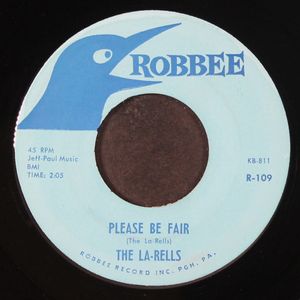 ROBBEE
45 RPM
Jeff-Paul Music
BMI
TIME: 2:05
KB-811
R-109
PLEASE BE FAIR
(The La-Rells)
THE LA-RELLS
ROBBEE RECORD INC. PGH, PA.